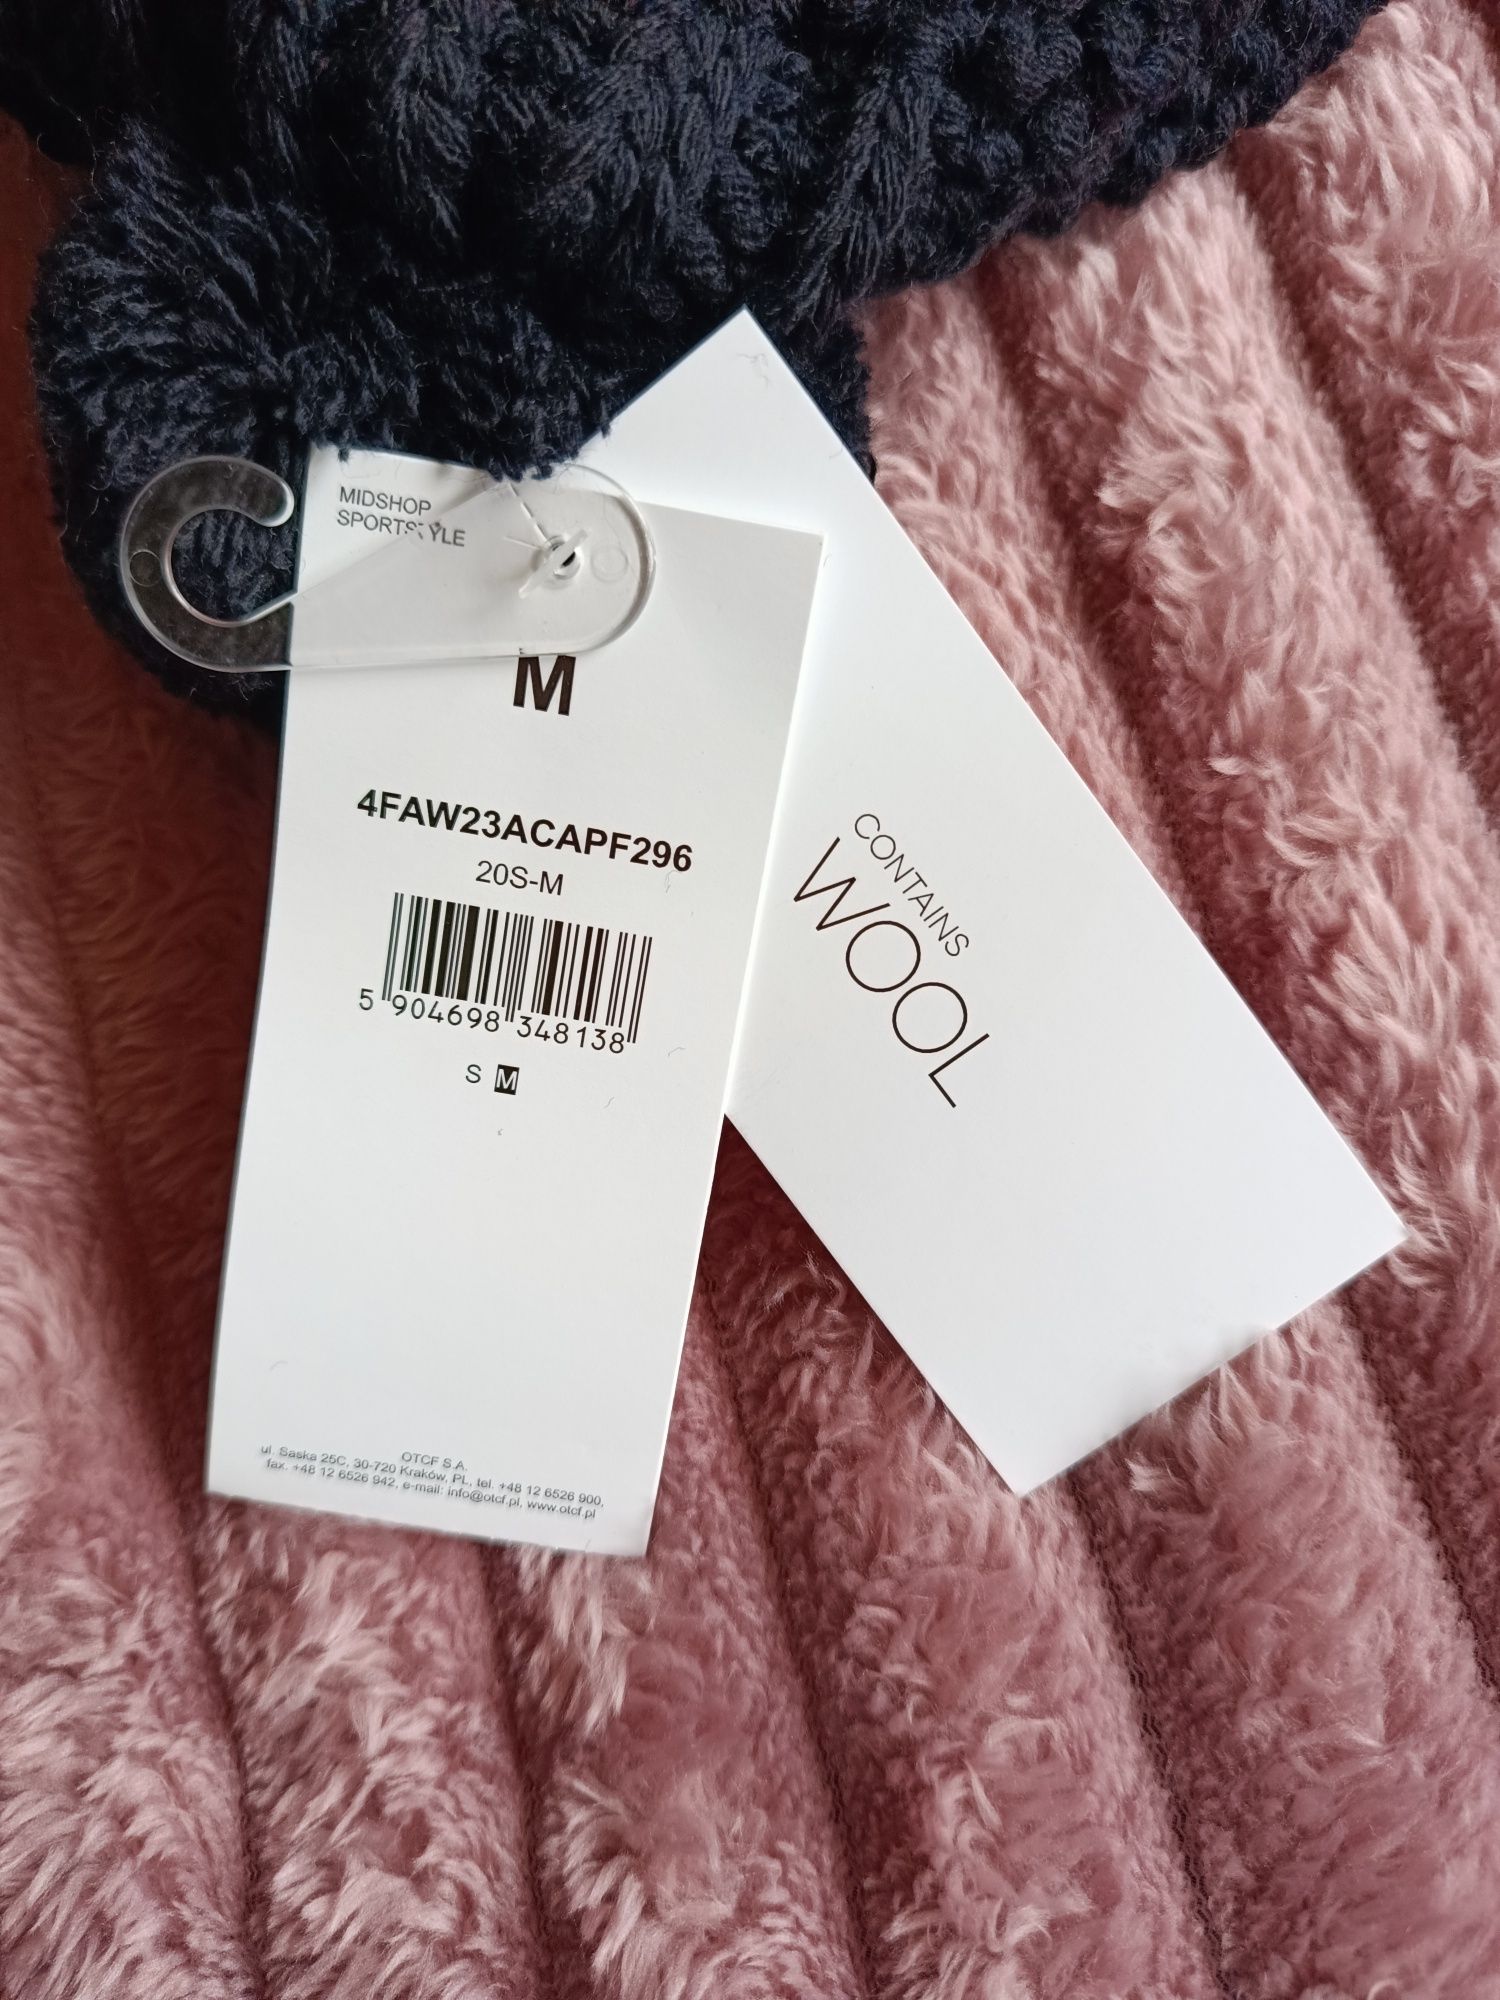 MIDSHOP
SPORTSTYLE
M
4FAW23ACAPF296
20S-M
5 904698 348138
S M
OTCF S.A.
ul. Saska 25C, 30-720 Kraków, PL, tel. +48 12 6526 900,
fax. +48 12 6526 942, e-mail: info@otcf.pl, www.otcf.pl
CONTAINS
WOOL